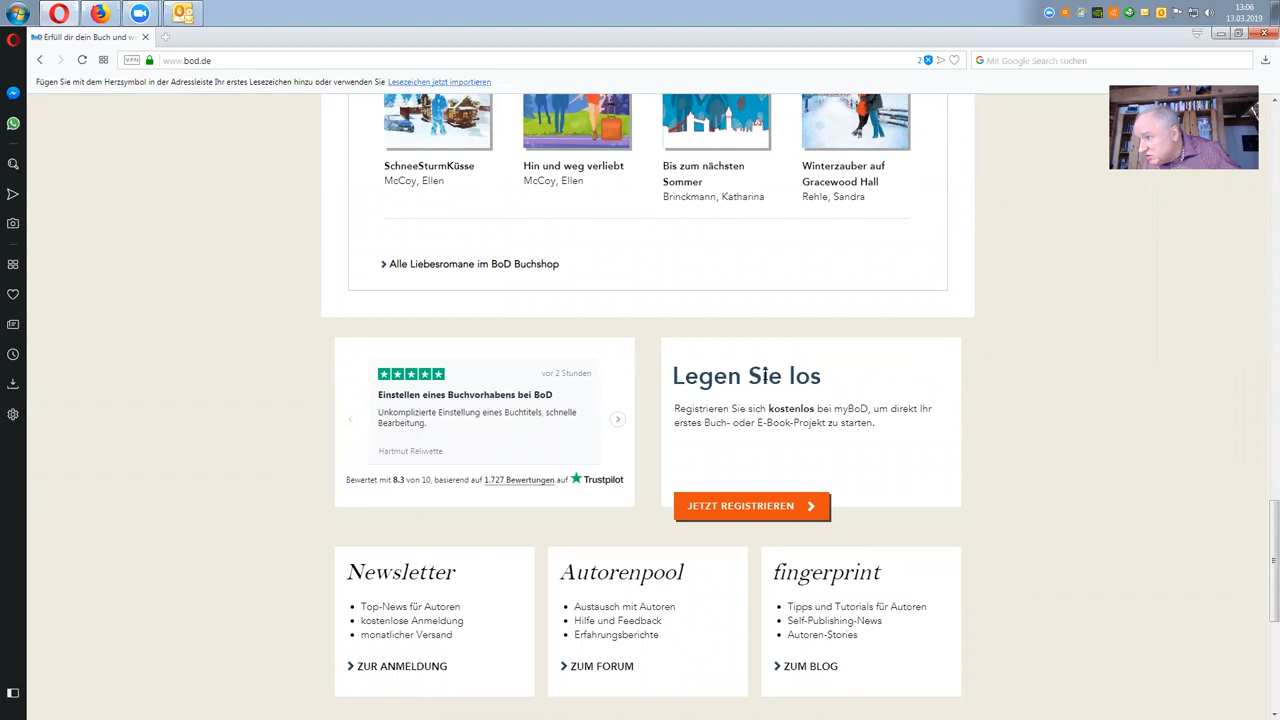 13:06
13.03.2019
BoD Erfüll dir dein Buch und we
VPN
www.bod.de
2
Mit Google Search suchen
Fügen Sie mit dem Herzsymbol in der Adressleiste Ihr erstes Lesezeichen hinzu oder verwenden Sie Lesezeichen jetzt importieren
SchneeSturmKüsse
McCoy, Ellen
Hin und weg verliebt
McCoy, Ellen
Bis zum nächsten
Sommer
Brinckmann, Katharina
Winterzauber auf
Gracewood Hall
Rehle, Sandra
Alle Liebesromane im BoD Buchshop
vor 2 Stunden
Einstellen eines Buchvorhabens bei BoD
Unkomplizierte Einstellung eines Buchtitels, schnelle
Bearbeitung.
Hartmut Reliwette
Bewertet mit 8.3 von 10, basierend auf 1.727 Bewertungen auf Trustpilot
Legen Sie los
Registrieren Sie sich kostenlos bei myBoD, um direkt Ihr
erstes Buch- oder E-Book-Projekt zu starten.
JETZT REGISTRIEREN
Newsletter
• Top-News für Autoren
• kostenlose Anmeldung
• monatlicher Versand
ZUR ANMELDUNG
Autorenpool
• Austausch mit Autoren
• Hilfe und Feedback
• Erfahrungsberichte
ZUM FORUM
fingerprint
• Tipps und Tutorials für Autoren
• Self-Publishing-News
• Autoren-Stories
ZUM BLOG